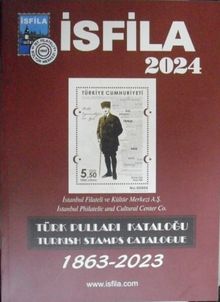 İSFİLA
İSFİLA
2024
TÜRKİYE CUMHURİYETİ
5.50
İstanbul Filateli ve Kültür Merkezi A.Ş.
İstanbul Philatelic and Cultural Center Co.
TÜRK PULLARI KATALOĞU
TURKISH STAMPS CATALOGUE
1863-2023
www.isfila.com